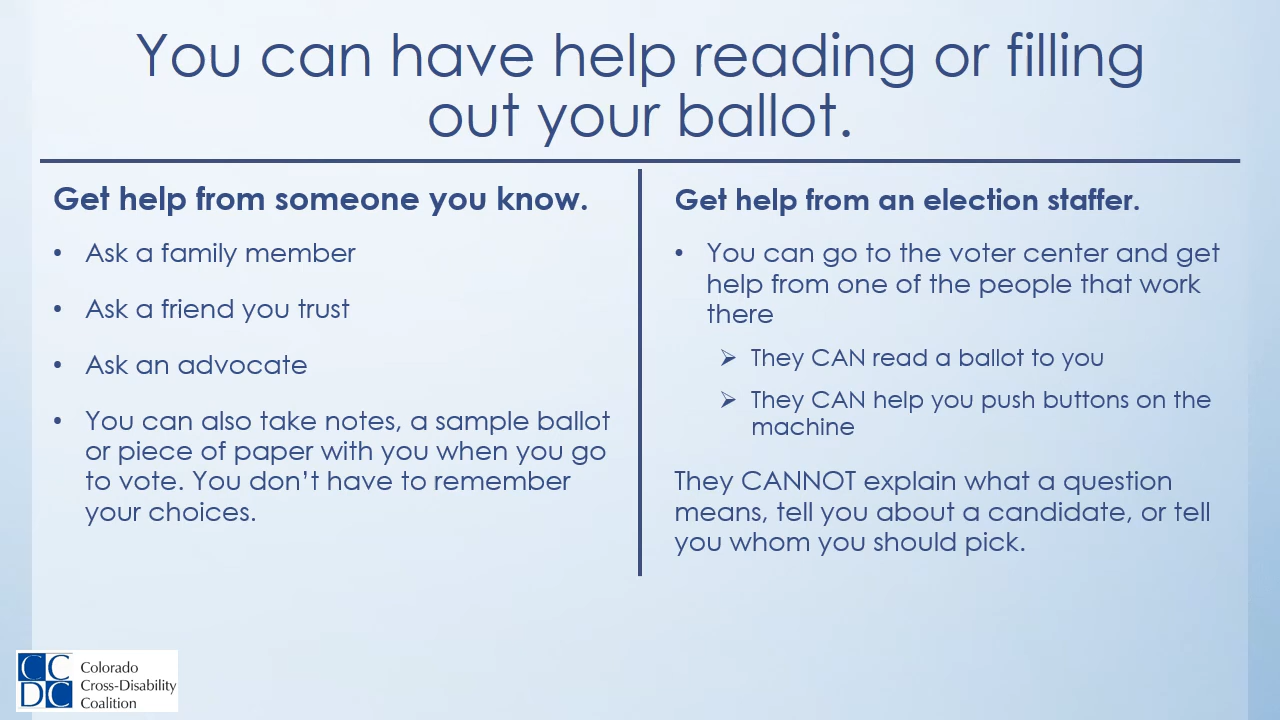 You can have help reading or filling
out your ballot.
Get help from someone you know.
• Ask a family member
• Ask a friend you trust
• Ask an advocate
• You can also take notes, a sample ballot
or piece of paper with you when you go
to vote. You don’t have to remember
your choices.
Get help from an election staffer.
• You can go to the voter center and get
help from one of the people that work
there
➢ They CAN read a ballot to you
➢ They CAN help you push buttons on the
machine
They CANNOT explain what a question
means, tell you about a candidate, or tell
you whom you should pick.
CC
DC
Colorado
Cross-Disability
Coalition